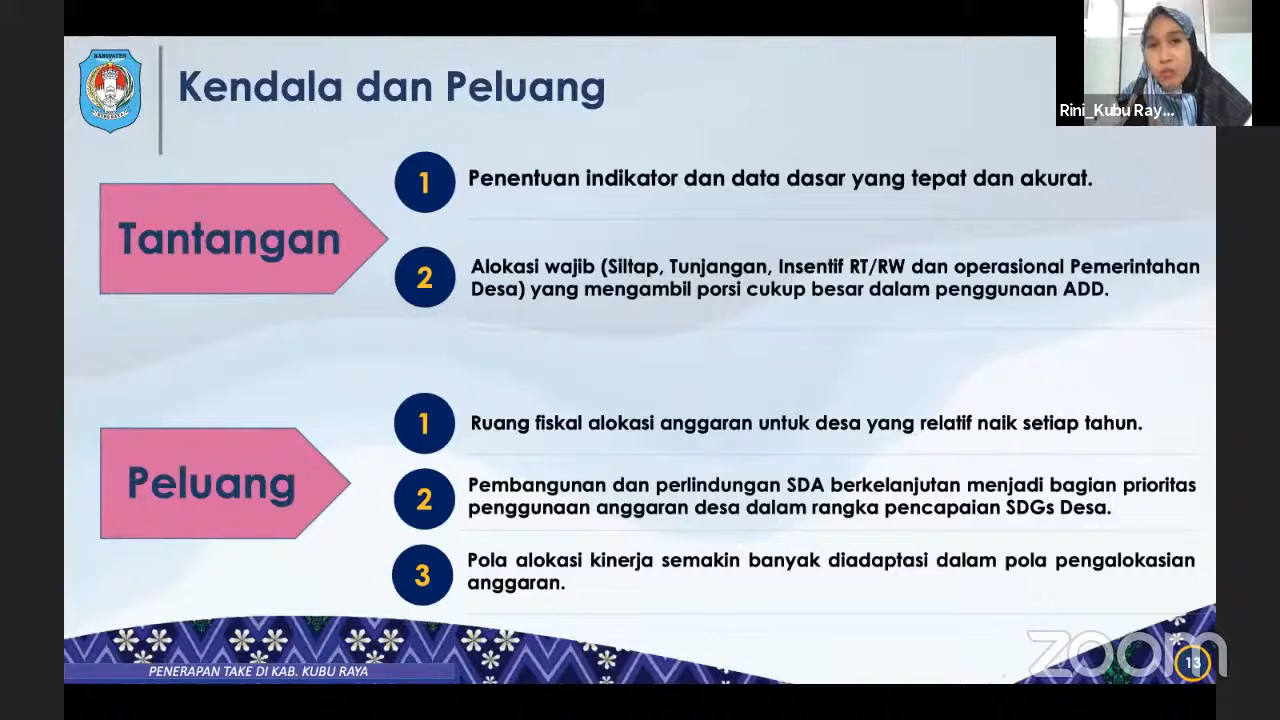 KABUPATEN
KUBU RAYA
Kendala dan Peluang
Rini_Kubu Ray...
Tantangan
1
Penentuan indikator dan data dasar yang tepat dan akurat.
2
Alokasi wajib (Siltap, Tunjangan, Insentif RT/RW dan operasional Pemerintahan
Desa) yang mengambil porsi cukup besar dalam penggunaan ADD.
Peluang
1
Ruang fiskal alokasi anggaran untuk desa yang relatif naik setiap tahun.
2
Pembangunan dan perlindungan SDA berkelanjutan menjadi bagian prioritas
penggunaan anggaran desa dalam rangka pencapaian SDGs Desa.
3
Pola alokasi kinerja semakin banyak diadaptasi dalam pola pengalokasian
anggaran.
PENERAPAN TAKE DI KAB. KUBU RAYA
zoom
13